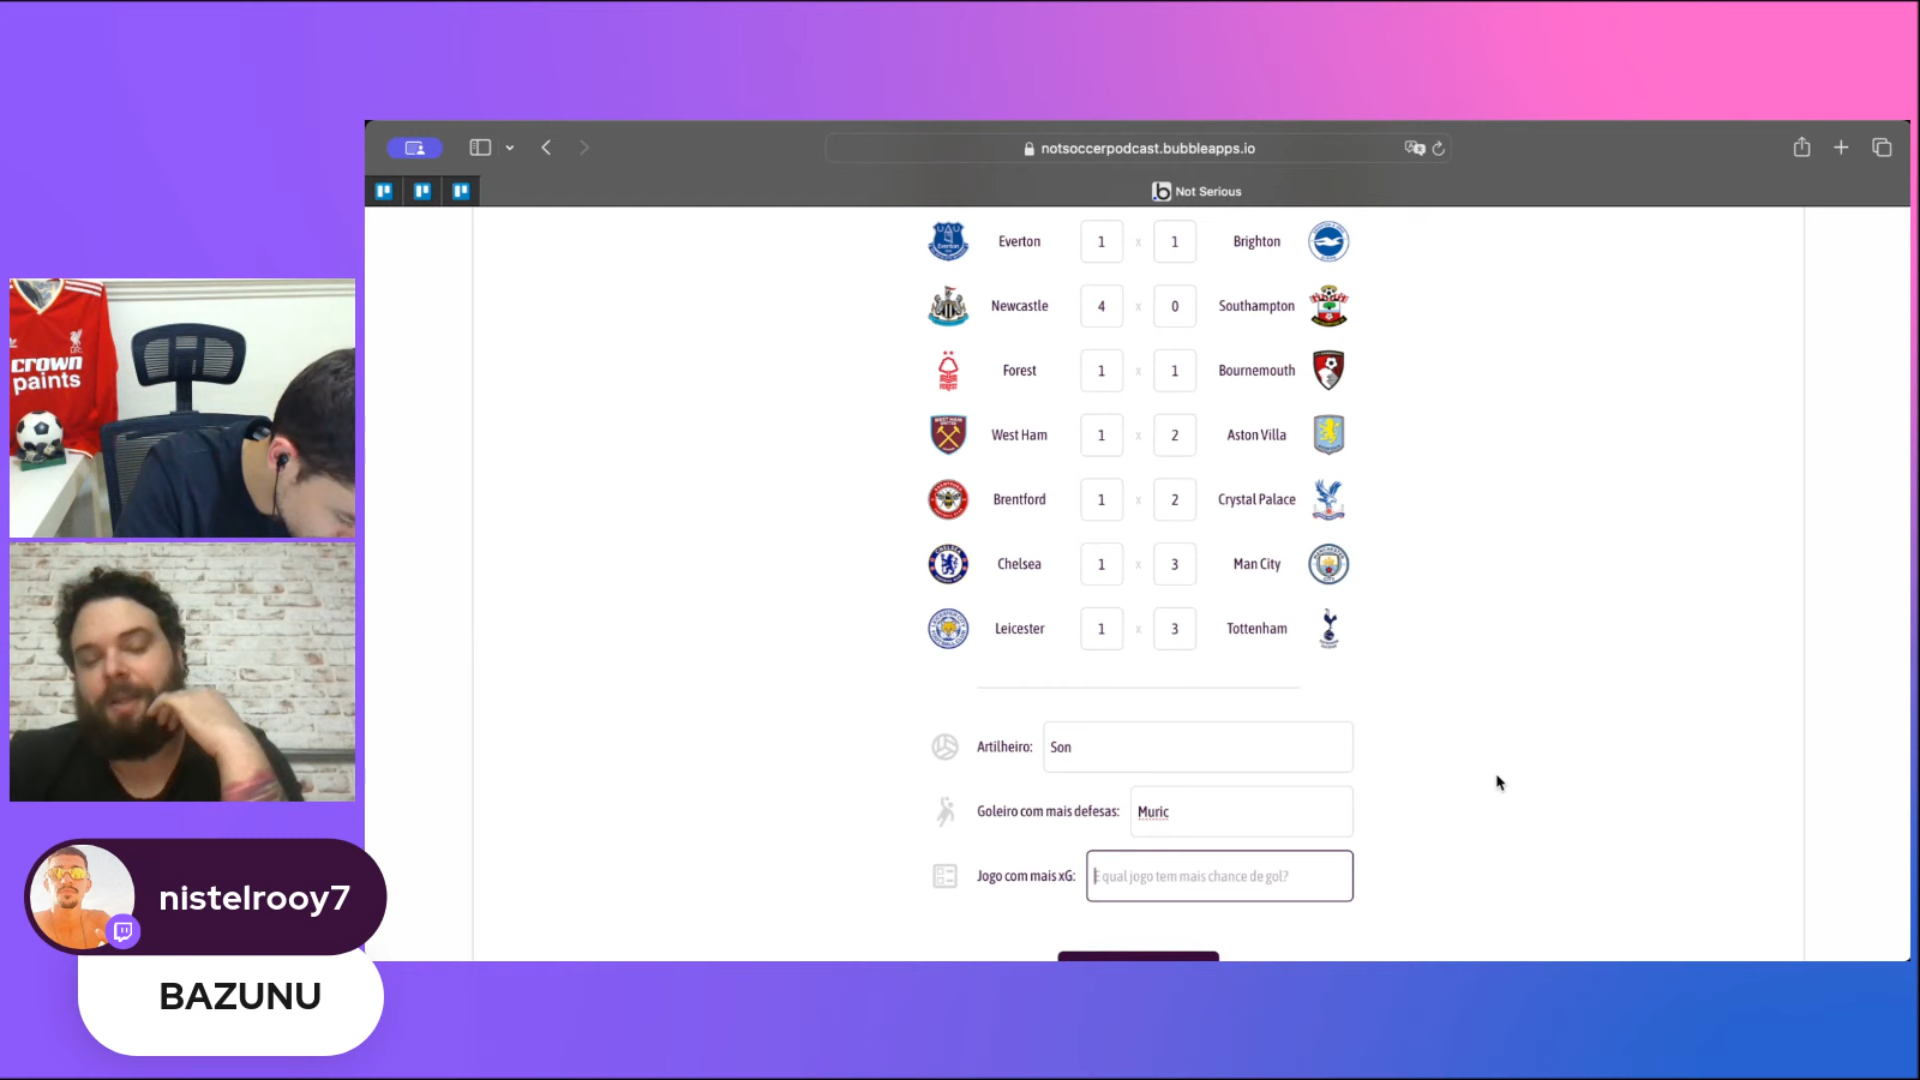 notsoccerpodcast.bubbleapps.io
Not Serious
Everton 1 x 1 Brighton
Newcastle 4 x 0 Southampton
Forest 1 x 1 Bournemouth
West Ham 1 x 2 Aston Villa
Brentford 1 x 2 Crystal Palace
Chelsea 1 x 3 Man City
Leicester 1 x 3 Tottenham
Artilheiro: Son
Goleiro com mais defesas: Muric
Jogo com mais xG: E qual jogo tem mais chance de gol?
crown
paints
nistelrooy7
BAZUNU